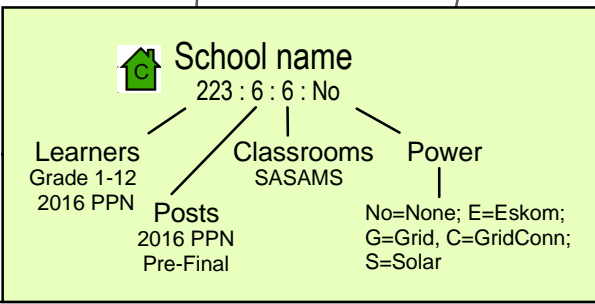 C
School name
223 : 6 : 6 : No
Learners
Grade 1-12
2016 PPN
Posts
2016 PPN
Pre-Final
Classrooms
SASAMS
Power
No=None; E=Eskom;
G=Grid, C=GridConn;
S=Solar